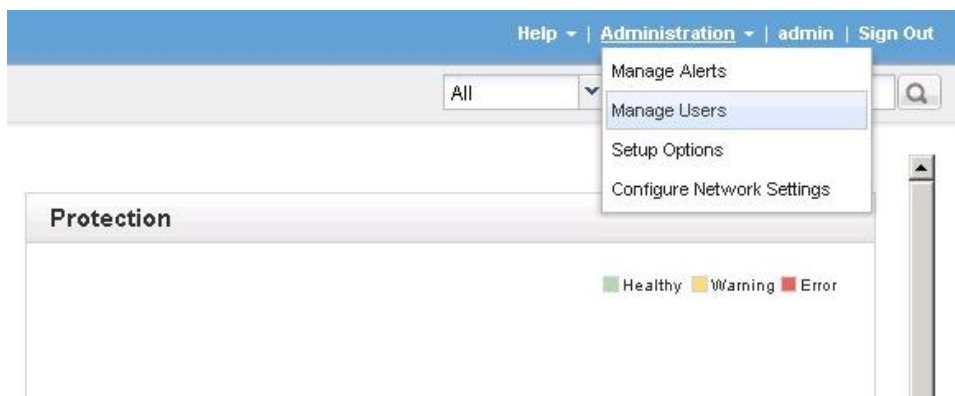 Help | Administration | admin | Sign Out
All
Manage Alerts
Manage Users
Setup Options
Configure Network Settings
Protection
Healthy Warning Error